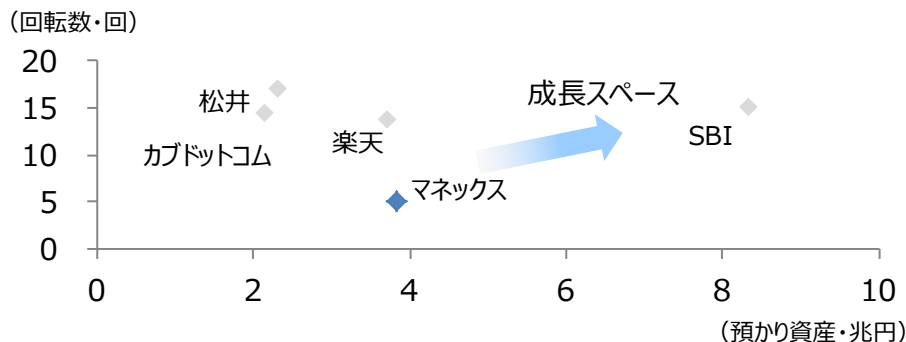 （回転数・回）
20
15
10
5
0
松井
カブドットコム
楽天
成長スペース
SBI
マネックス
0 2 4 6 8 10
（預かり資産・兆円）